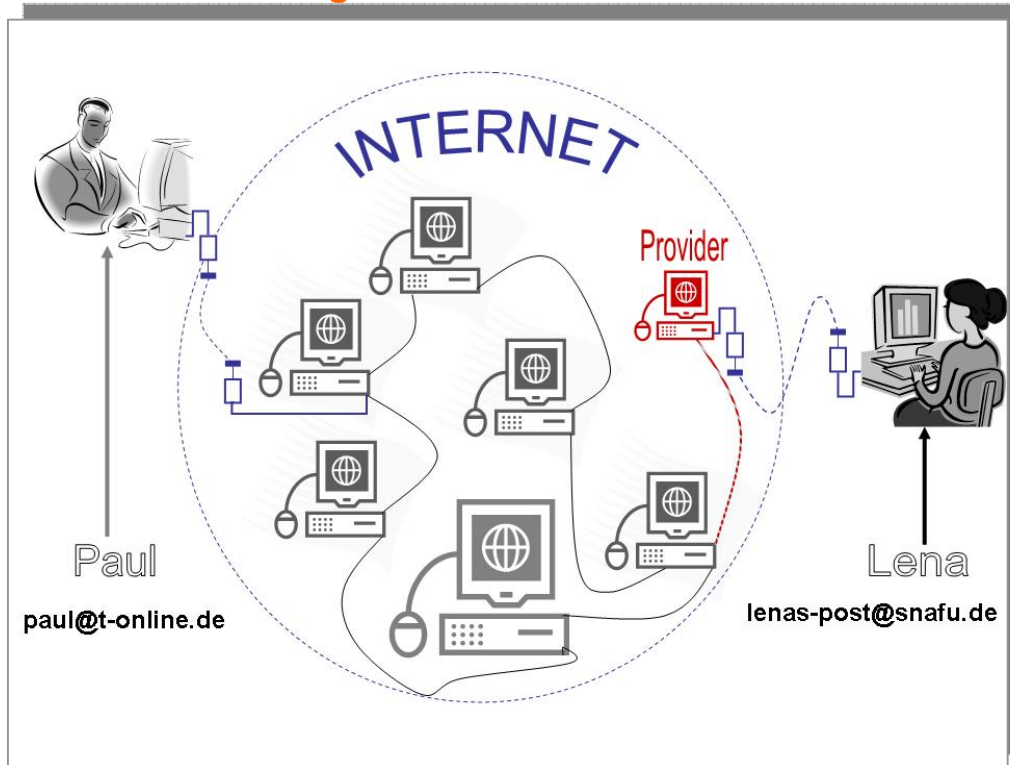 INTERNET
Provider
Paul
paul@t-online.de
Lena
lenas-post@snafu.de